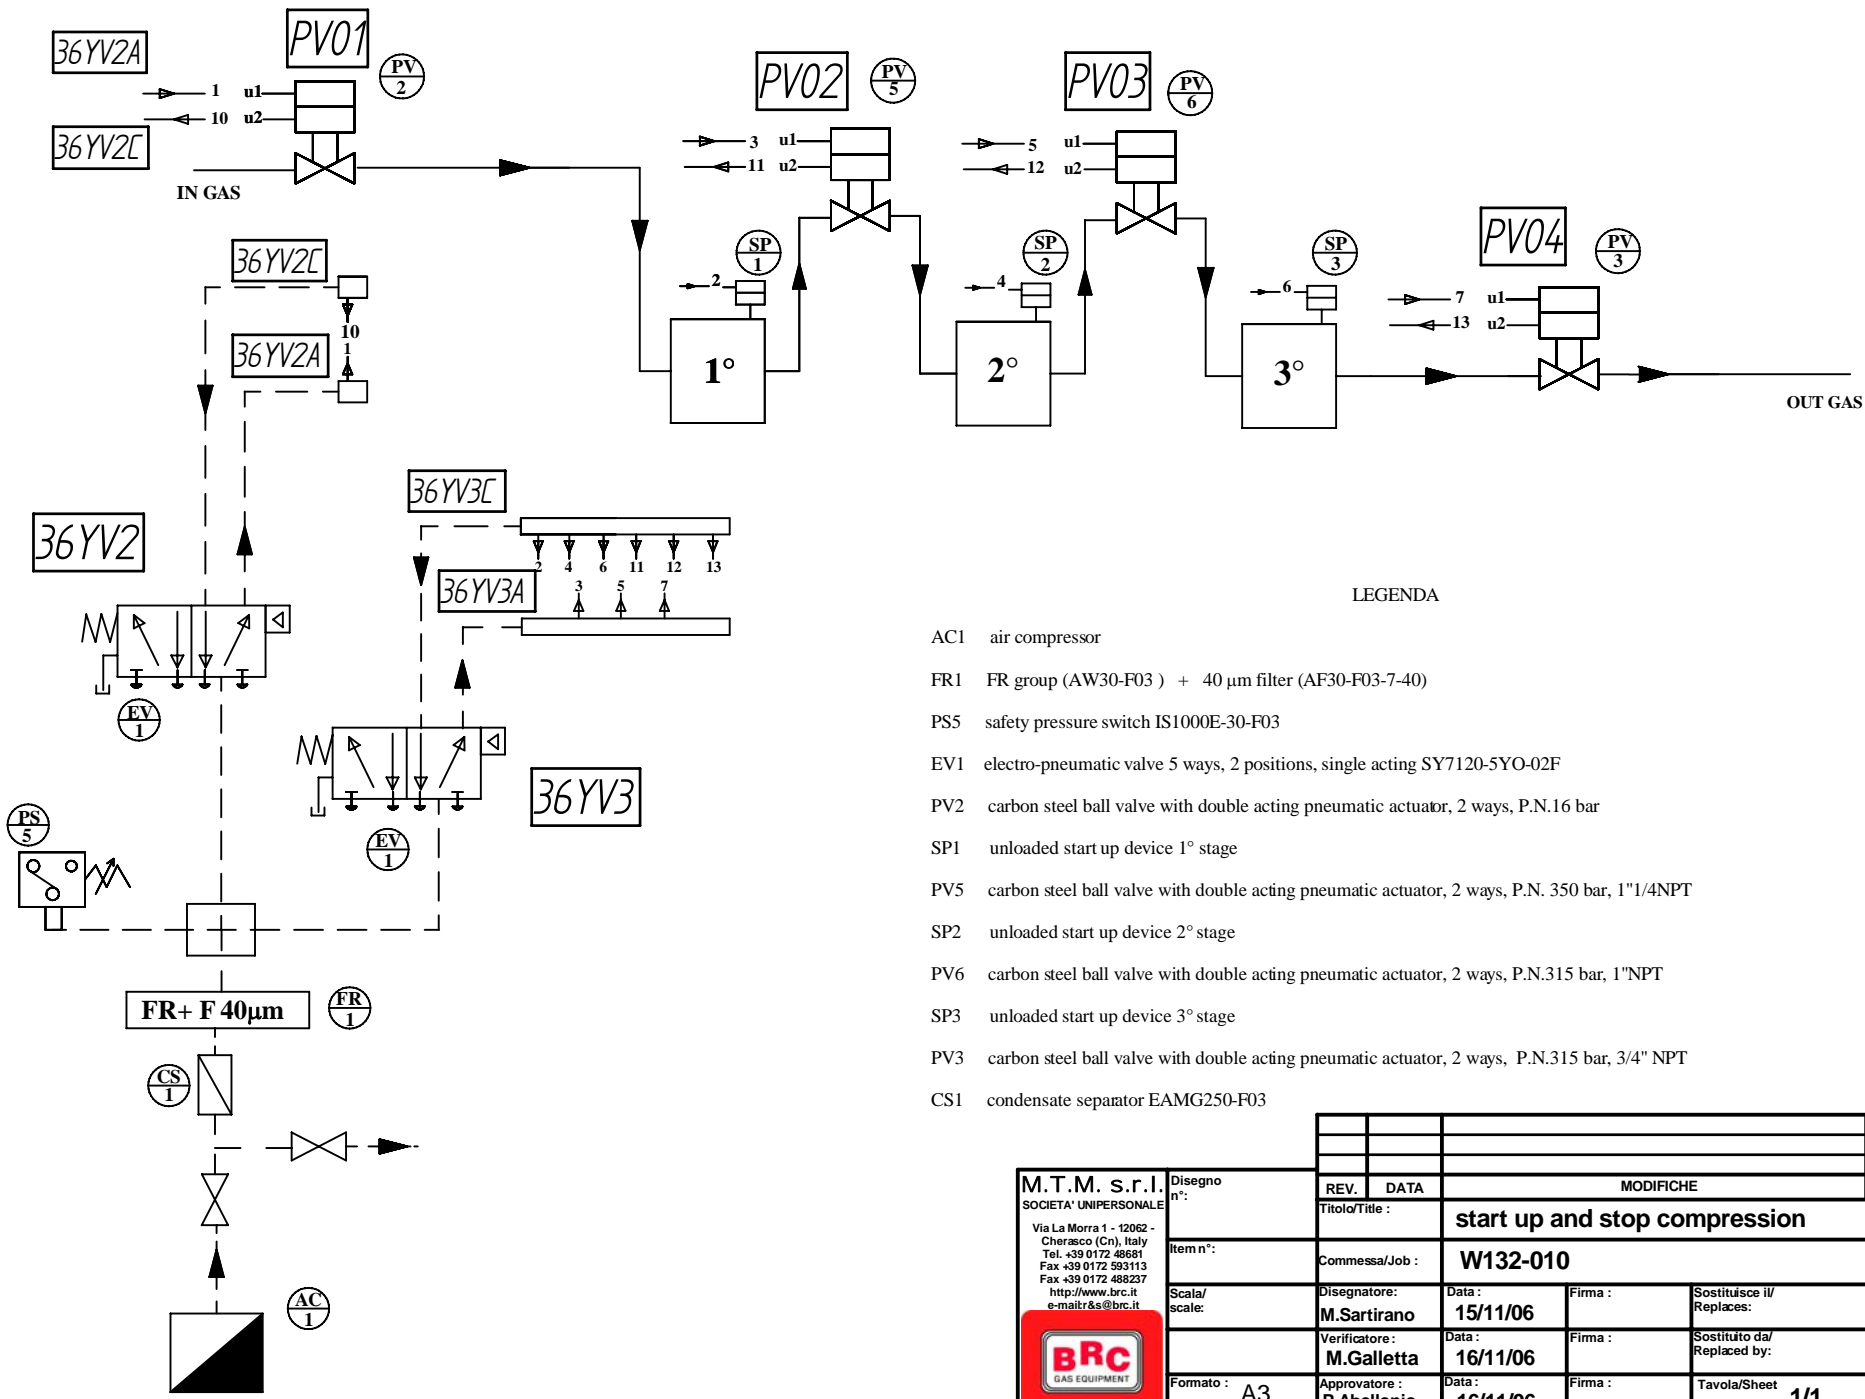 36YV2A
PV01
PV
2
1 u1
10 u2
36YV2C
IN GAS
PV02
PV
5
3 u1
11 u2
PV03
PV
6
5 u1
12 u2
PV04
PV
3
7 u1
13 u2
SP
1
2
1°
SP
2
4
2°
SP
3
6
3°
OUT GAS
36YV2C
10
1
36YV2A
36YV2
EV
1
36YV3C
2 4 6 11 12 13
36YV3A
3 5 7
36YV3
EV
1
PS
5
FR+ F 40µm
FR
1
CS
1
AC
1
LEGENDA
AC1 air compressor
FR1 FR group (AW30-F03 ) + 40 µm filter (AF30-F03-7-40)
PS5 safety pressure switch IS1000E-30-F03
EV1 electro-pneumatic valve 5 ways, 2 positions, single acting SY7120-5YO-02F
PV2 carbon steel ball valve with double acting pneumatic actuator, 2 ways, P.N.16 bar
SP1 unloaded start up device 1° stage
PV5 carbon steel ball valve with double acting pneumatic actuator, 2 ways, P.N. 350 bar, 1"1/4NPT
SP2 unloaded start up device 2° stage
PV6 carbon steel ball valve with double acting pneumatic actuator, 2 ways, P.N.315 bar, 1"NPT
SP3 unloaded start up device 3° stage
PV3 carbon steel ball valve with double acting pneumatic actuator, 2 ways, P.N.315 bar, 3/4" NPT
CS1 condensate separator EAMG250-F03
M.T.M. s.r.l.
SOCIETA' UNIPERSONALE
Via La Morra 1 - 12062 -
Cherasco (Cn), Italy
Tel. +39 0172 48681
Fax +39 0172 593113
Fax +39 0172 488237
http://www.brc.it
e-mail:r&s@brc.it
BRC
GAS EQUIPMENT
Disegno
n°:
Item n°:
Scala/
scale:
Formato : A3
REV. DATA MODIFICHE
Titolo/Title : start up and stop compression
Commessa/Job : W132-010
Disegnatore: M.Sartirano
Data : 15/11/06
Firma :
Sostituisce il/
Replaces:
Verificatore : M.Galletta
Data : 16/11/06
Firma :
Sostituito da/
Replaced by:
Approvatore :
Data : 16/11/06
Firma :
Tavola/Sheet 1/1